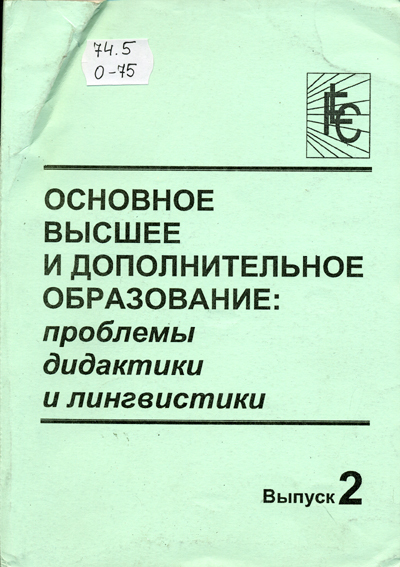 74.5
О-75
ОСНОВНОЕ
ВЫСШЕЕ
И ДОПОЛНИТЕЛЬНОЕ
ОБРАЗОВАНИЕ:
проблемы
дидактики
и лингвистики
Выпуск 2